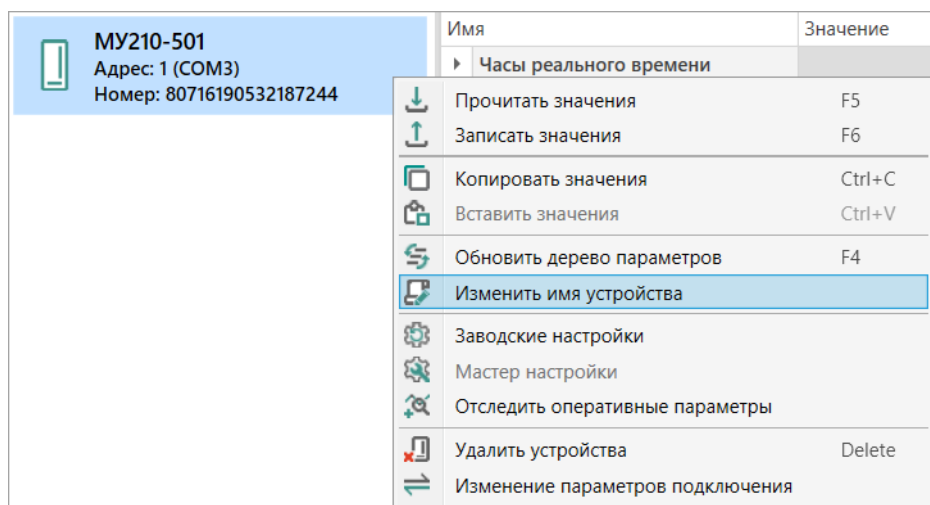 МУ210-501
Адрес: 1 (COM3)
Номер: 80716190532187244
Имя Значение
Часы реального времени
Прочитать значения F5
Записать значения F6
Копировать значения Ctrl+C
Вставить значения Ctrl+V
Обновить дерево параметров F4
Изменить имя устройства
Заводские настройки
Мастер настройки
Отследить оперативные параметры
Удалить устройства Delete
Изменение параметров подключения